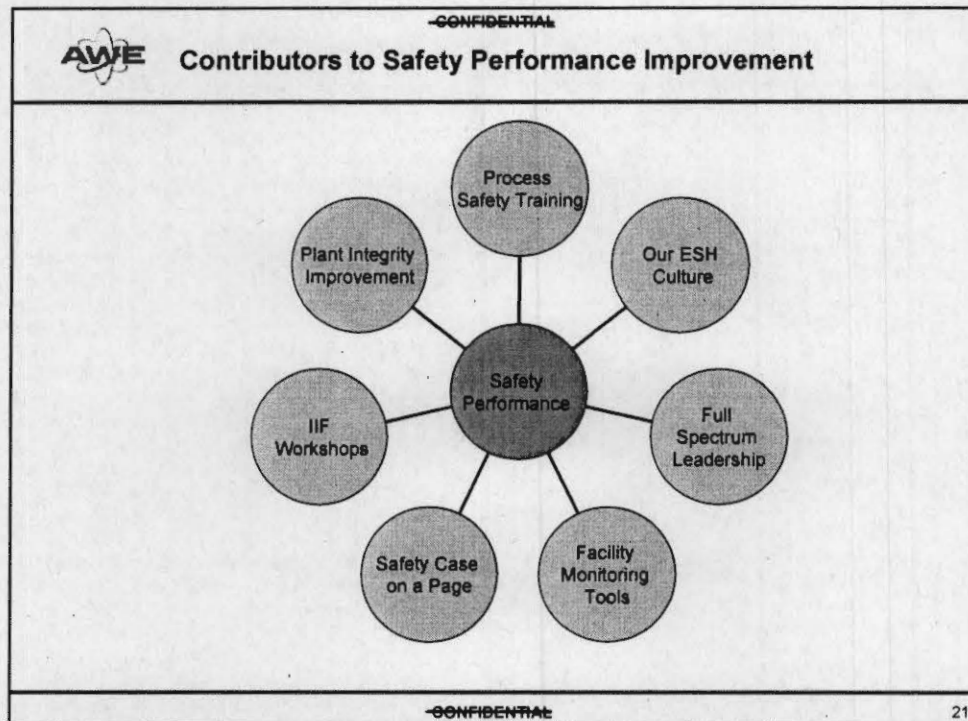 CONFIDENTIAL
AWE
Contributors to Safety Performance Improvement
Process
Safety Training
Our ESH
Culture
Full
Spectrum
Leadership
Facility
Monitoring
Tools
Safety Case
on a Page
IIF
Workshops
Plant Integrity
Improvement
Safety
Performance
CONFIDENTIAL
21